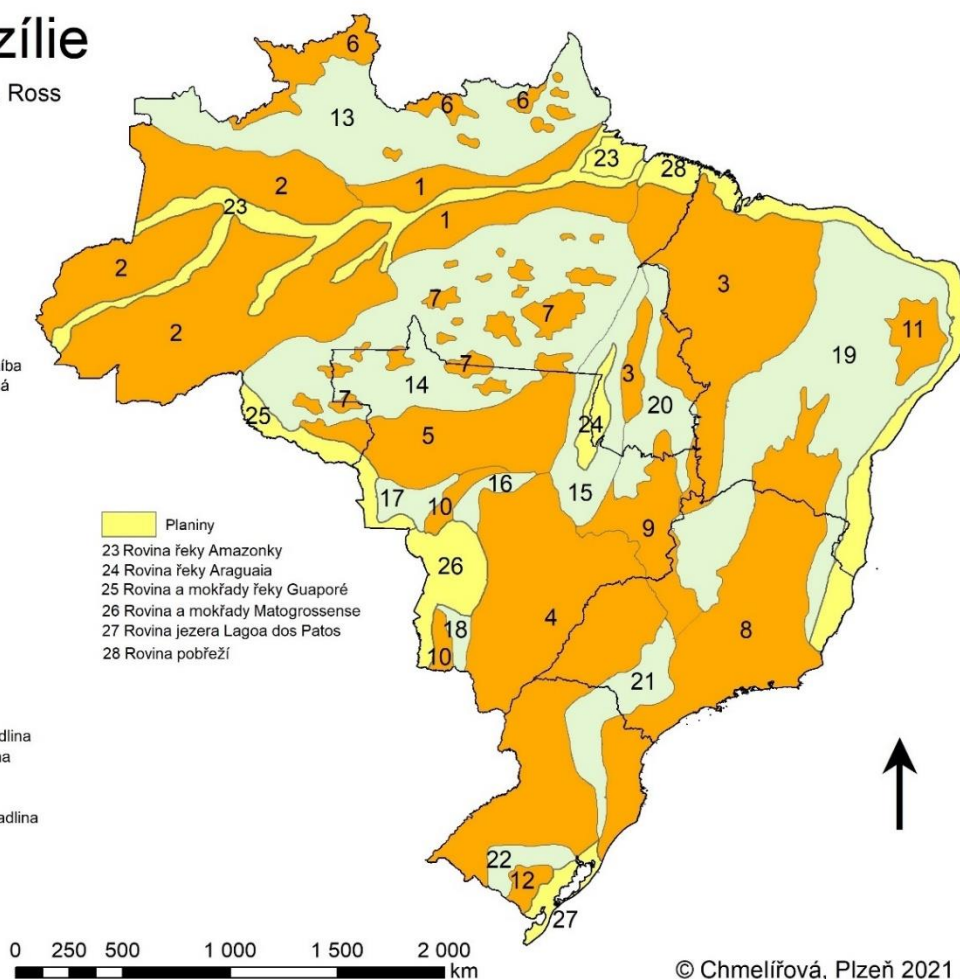 zílie
Ross
6
6
6
13
23
28
2
1
23
1
2
3
7
7
11
2
íba
á
19
7
3
14
20
7
25
24
5
16
15
17
10
9
Planiny
23 Rovina řeky Amazonky
24 Rovina řeky Araguaia
25 Rovina a mokřady řeky Guaporé
26 Rovina a mokřady Matogrossense
27 Rovina jezera Lagoa dos Patos
28 Rovina pobřeží
26
4
18
8
10
21
dlina
na
adlina
22
12
27
0 250 500 1 000 1 500 2 000
km
© Chmelířová, Plzeň 2021